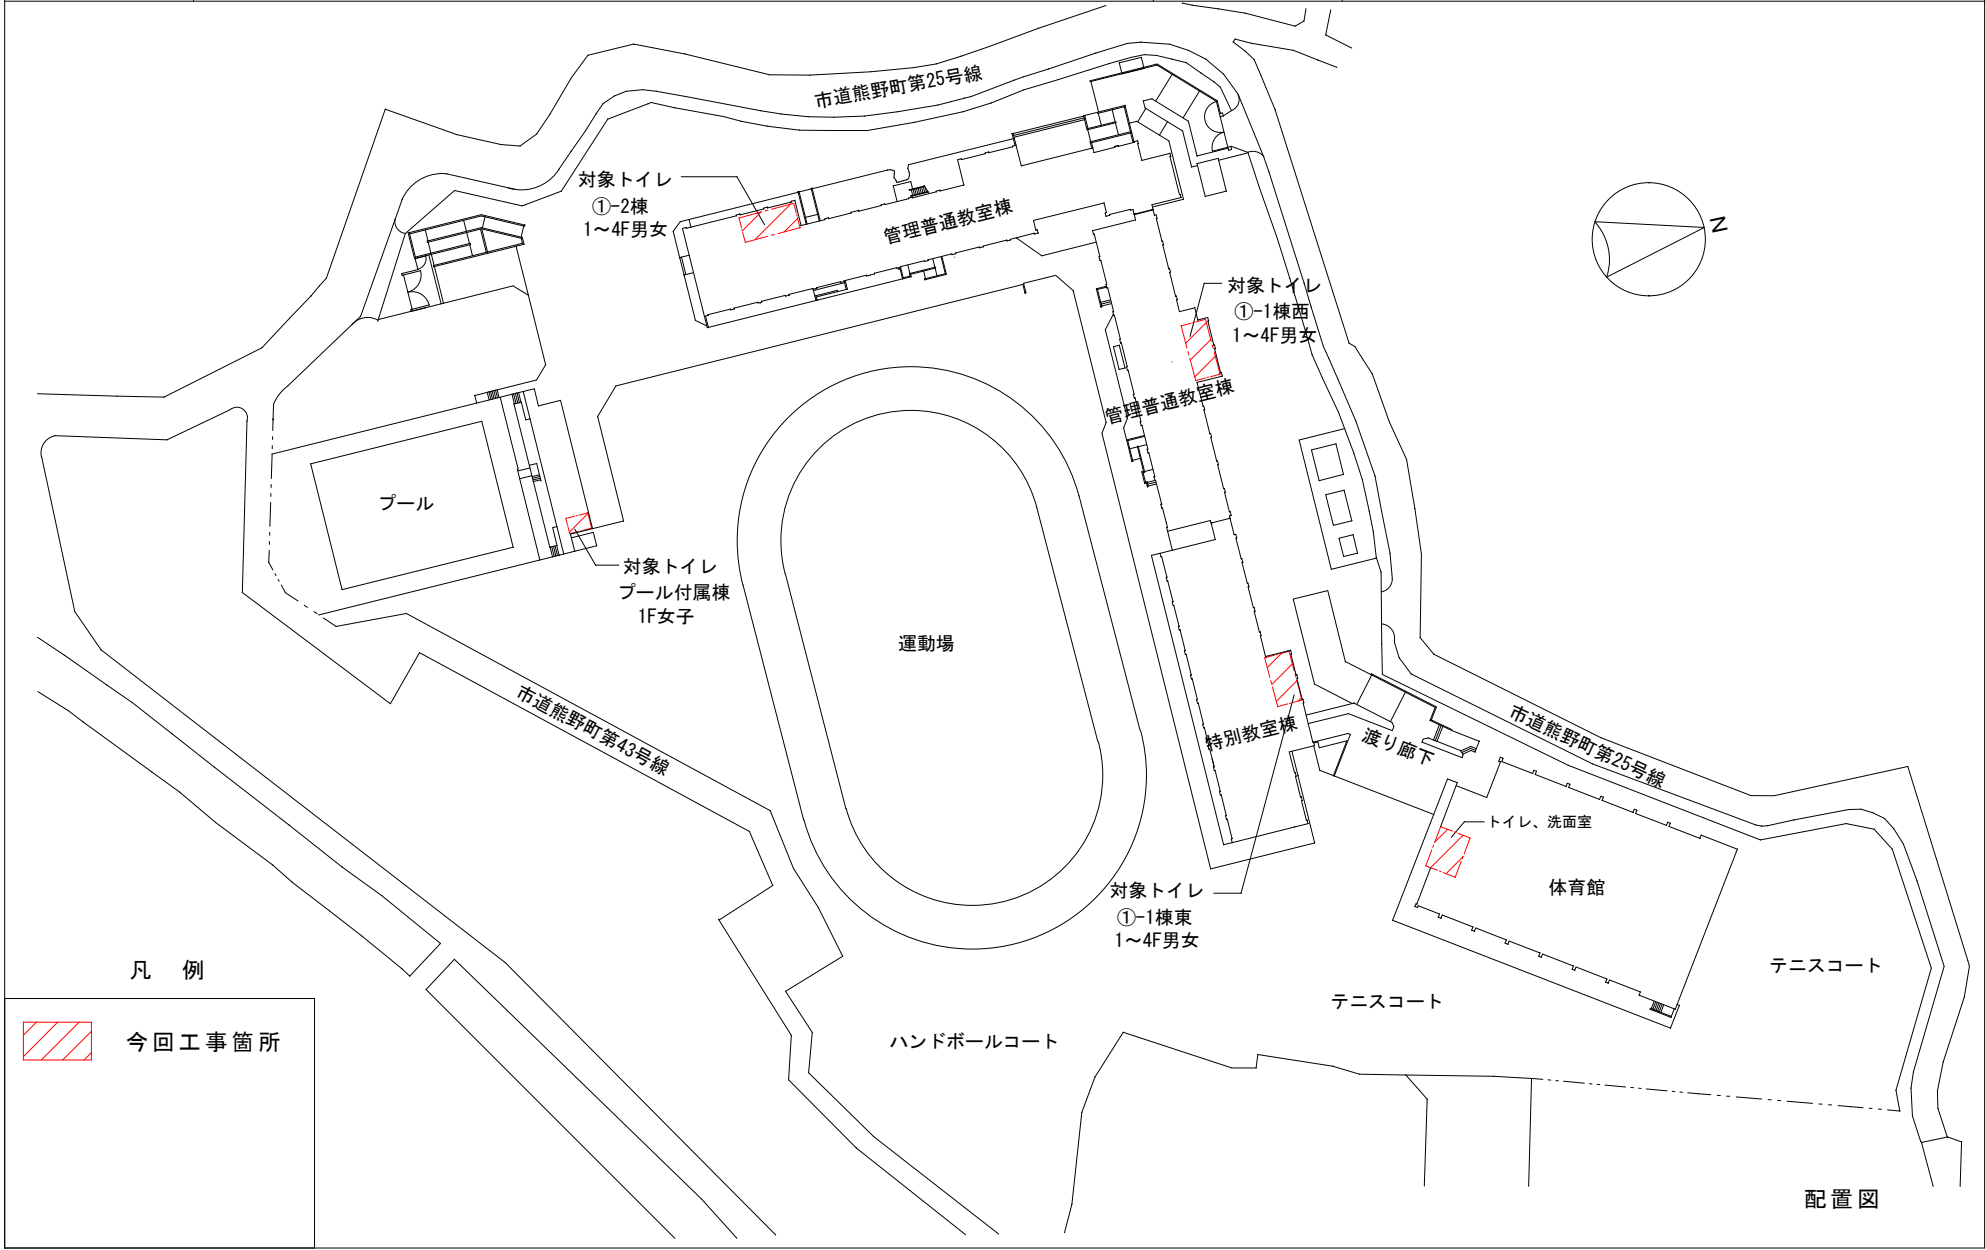 市道熊野町第25号線
対象トイレ
①-2棟
1～4F男女
管理普通教室棟
N
対象トイレ
①-1棟西
1～4F男女
管理普通教室棟
プール
対象トイレ
プール付属棟
1F女子
運動場
市道熊野町第43号線
特別教室棟
渡り廊下
市道熊野町第25号線
トイレ、洗面室
体育館
対象トイレ
①-1棟東
1～4F男女
テニスコート
テニスコート
ハンドボールコート
凡 例
今回工事箇所
配置図